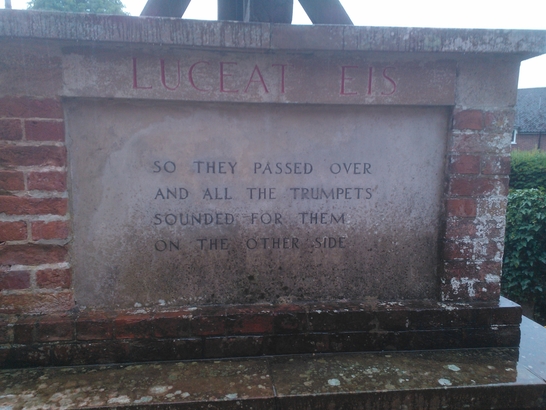 LUCEAT EIS
SO THEY PASSED OVER
AND ALL THE TRUMPETS
SOUNDED FOR THEM
ON THE OTHER SIDE